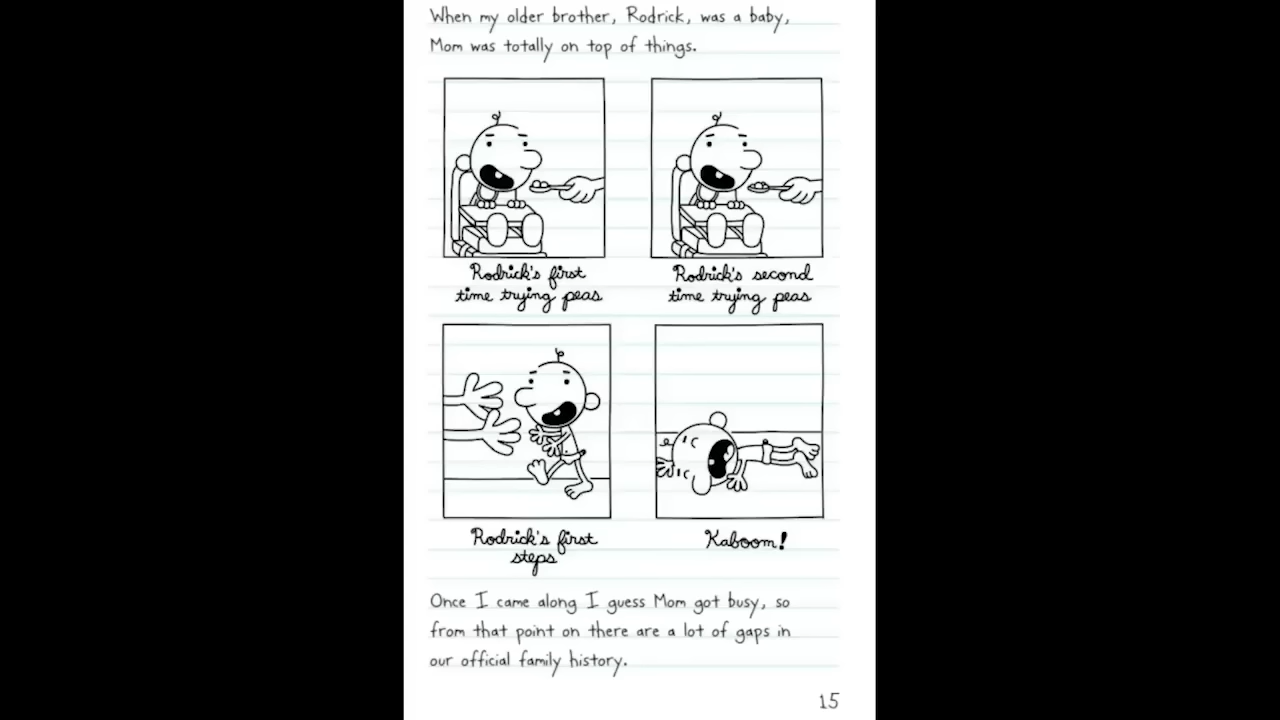 When my older brother, Rodrick, was a baby,
Mom was totally on top of things.
Rodrick's first
time trying peas
Rodrick's second
time trying peas
Rodrick's first
steps
Kaboom!
Once I came along I guess Mom got busy, so
from that point on there are a lot of gaps in
our official family history.
15